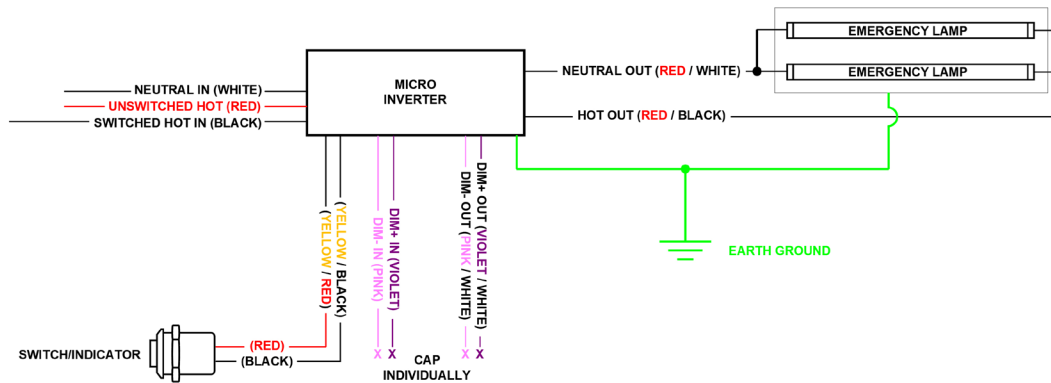 EMERGENCY LAMP
EMERGENCY LAMP
NEUTRAL IN (WHITE)
UNSWITCHED HOT (RED)
SWITCHED HOT IN (BLACK)
MICRO
INVERTER
NEUTRAL OUT (RED / WHITE)
HOT OUT (RED / BLACK)
(YELLOW / RED)
(YELLOW / BLACK)
DIM- IN (PINK)
DIM+ IN (VIOLET)
DIM- OUT (PINK / WHITE)
DIM+ OUT (VIOLET / WHITE)
EARTH GROUND
SWITCH/INDICATOR
(RED)
(BLACK)
X X X X
CAP
INDIVIDUALLY